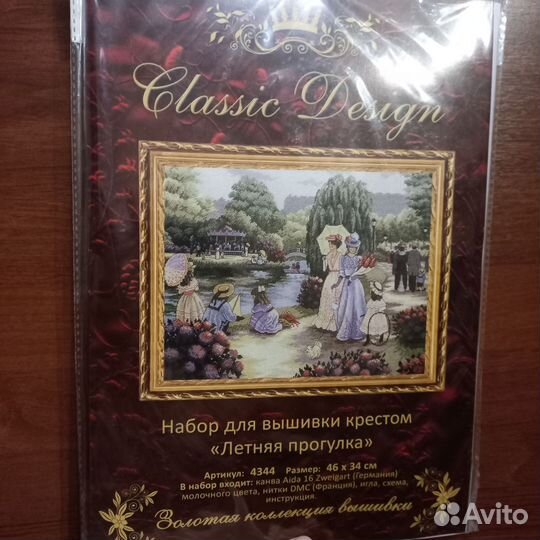 Classic Design
Набор для вышивки крестом
«Летняя прогулка»
Артикул: 4344 Размер: 46 х 34 см
В набор входит: канва Aida 16 Zweigart (Германия)
молочного цвета, нитки DMC (Франция), игла, схема,
инструкция.
Золотая коллекция вышивки
Avito